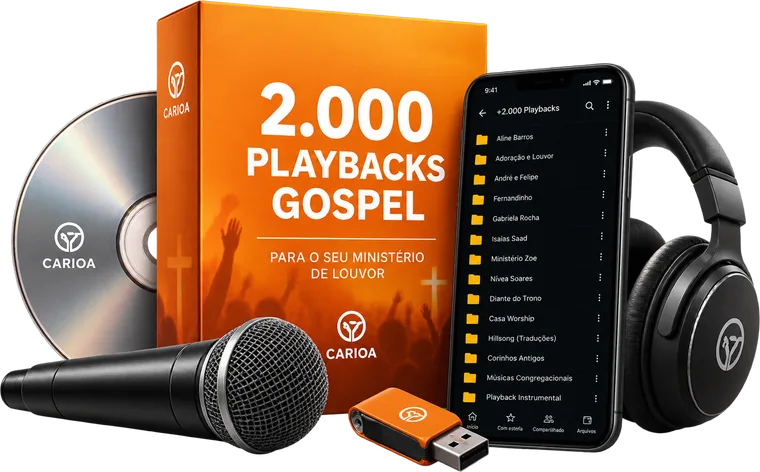 CARIOA
CARIOA
2.000
PLAYBACKS
GOSPEL
PARA O SEU MINISTÉRIO
DE LOUVOR
CARIOA
9:41
+2.000 Playbacks
Aline Barros
Adoração e Louvor
André e Felipe
Fernandinho
Gabriela Rocha
Isaías Saad
Ministério Zoe
Nívea Soares
Diante do Trono
Casa Worship
Hillsong (Traduções)
Corinhos Antigos
Músicas Congregacionais
Playback Instrumental
Início
Com estrela
Compartilhado
Arquivos